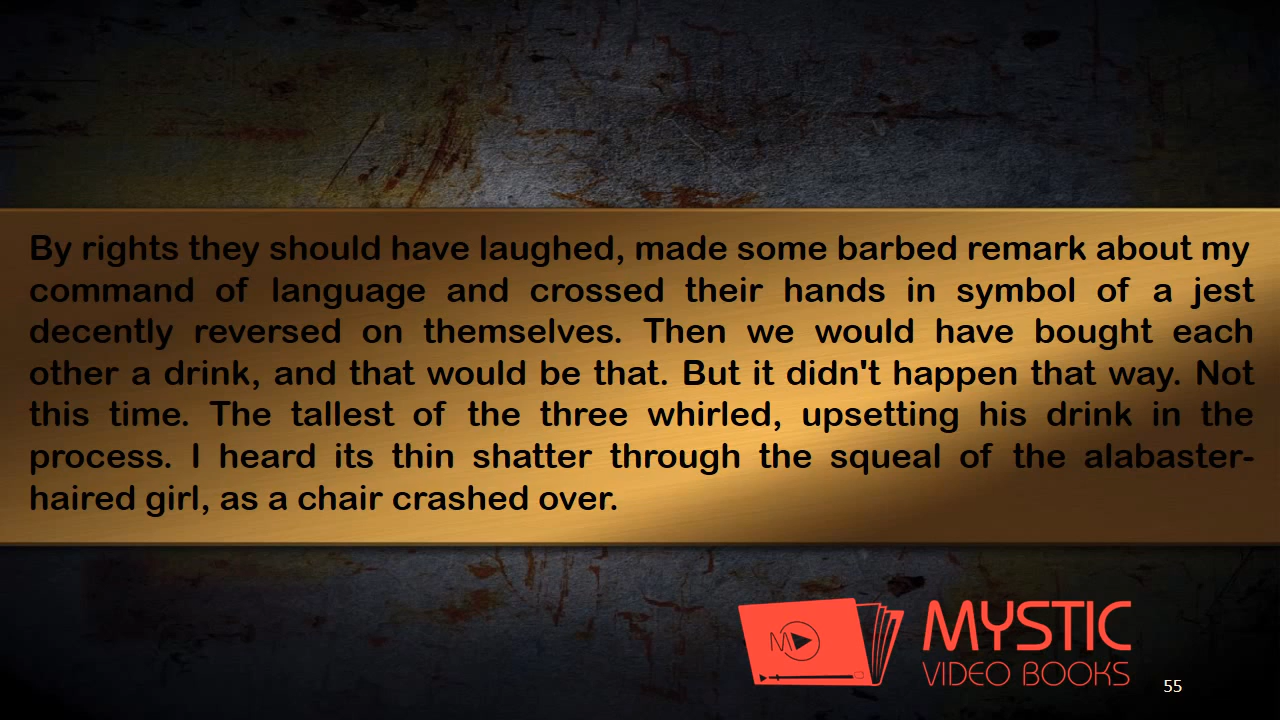 By rights they should have laughed, made some barbed remark about my
command of language and crossed their hands in symbol of a jest
decently reversed on themselves. Then we would have bought each
other a drink, and that would be that. But it didn't happen that way. Not
this time. The tallest of the three whirled, upsetting his drink in the
process. I heard its thin shatter through the squeal of the alabaster-
haired girl, as a chair crashed over.
M
MYSTIC
VIDEO BOOKS
55